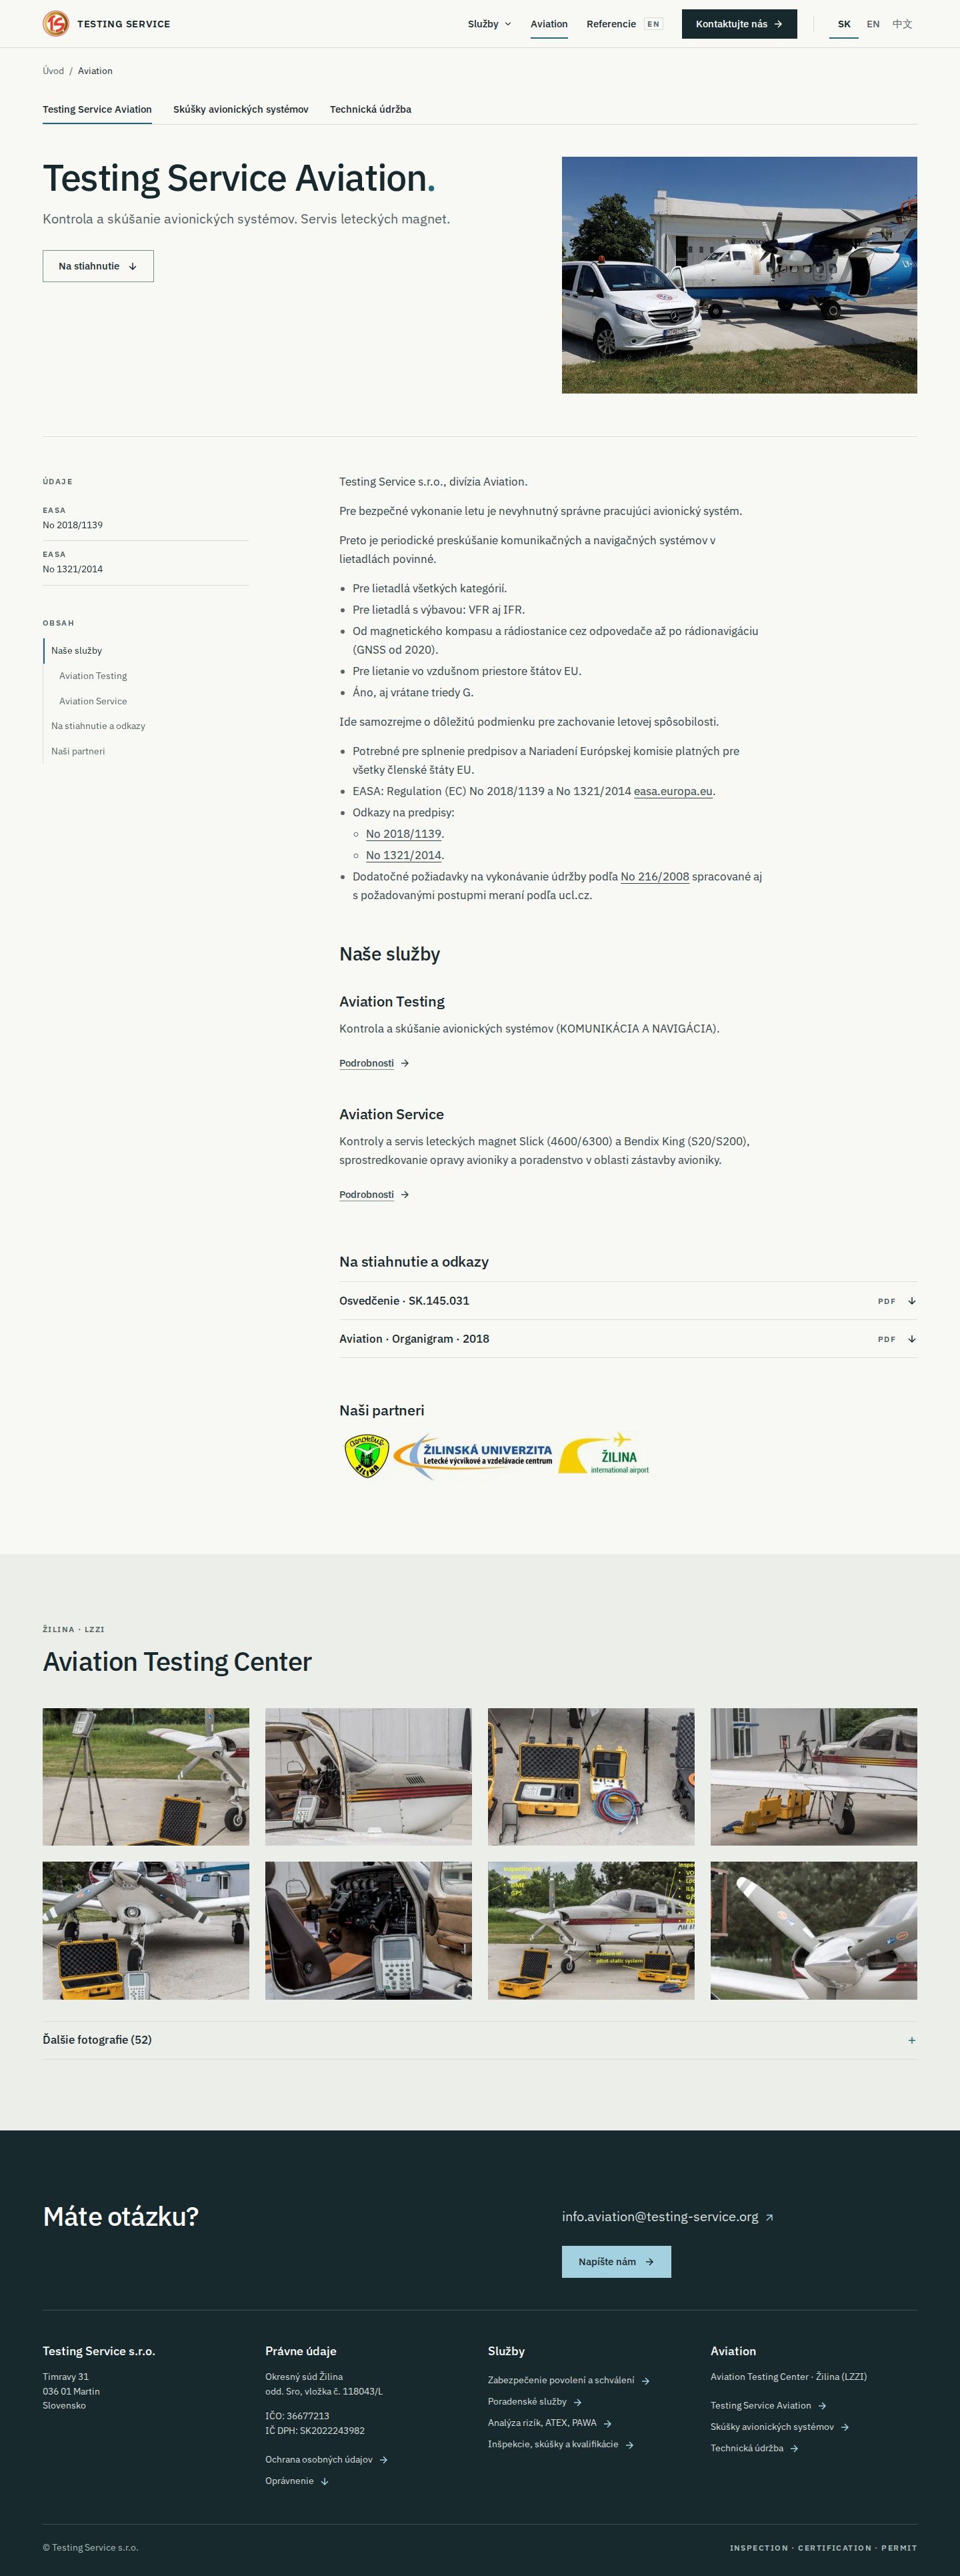 TESTING SERVICE
Služby
Aviation
Referencie EN
Kontaktujte nás
SK EN 中文
Úvod / Aviation
Testing Service Aviation
Skúšky avionických systémov
Technická údržba
Testing Service Aviation.
Kontrola a skúšanie avionických systémov. Servis leteckých magnet.
Na stiahnutie
ÚDAJE
EASA
No 2018/1139
EASA
No 1321/2014
OBSAH
Naše služby
Aviation Testing
Aviation Service
Na stiahnutie a odkazy
Naši partneri
Testing Service s.r.o., divízia Aviation.
Pre bezpečné vykonanie letu je nevyhnutný správne pracujúci avionický systém.
Preto je periodické preskúšanie komunikačných a navigačných systémov v
lietadlách povinné.
Pre lietadlá všetkých kategórií.
Pre lietadlá s výbavou: VFR aj IFR.
Od magnetického kompasu a rádiostanice cez odpovedače až po rádionavigáciu
(GNSS od 2020).
Pre lietanie vo vzdušnom priestore štátov EU.
Áno, aj vrátane triedy G.
Ide samozrejme o dôležitú podmienku pre zachovanie letovej spôsobilosti.
Potrebné pre splnenie predpisov a Nariadení Európskej komisie platných pre
všetky členské štáty EU.
EASA: Regulation (EC) No 2018/1139 a No 1321/2014 easa.europa.eu.
Odkazy na predpisy:
No 2018/1139.
No 1321/2014.
Dodatočné požiadavky na vykonávanie údržby podľa No 216/2008 spracované aj
s požadovanými postupmi meraní podľa ucl.cz.
Naše služby
Aviation Testing
Kontrola a skúšanie avionických systémov (KOMUNIKÁCIA A NAVIGÁCIA).
Podrobnosti
Aviation Service
Kontroly a servis leteckých magnet Slick (4600/6300) a Bendix King (S20/S200),
sprostredkovanie opravy avioniky a poradenstvo v oblasti zástavby avioniky.
Podrobnosti
Na stiahnutie a odkazy
Osvedčenie · SK.145.031 PDF
Aviation · Organigram · 2018 PDF
Naši partneri
ŽILINA
ŽILINSKÁ UNIVERZITA
Letecké výcvikové a vzdelávacie centrum
ŽILINA
international airport
ŽILINA · LZZI
Aviation Testing Center
inspection of:
DME
GPS
inspection of:
pitot-static system
Ďalšie fotografie (52)
Máte otázku?
info.aviation@testing-service.org
Napíšte nám
Testing Service s.r.o.
Timravy 31
036 01 Martin
Slovensko
Právne údaje
Okresný súd Žilina
odd. Sro, vložka č. 118043/L
IČO: 36677213
IČ DPH: SK2022243982
Ochrana osobných údajov
Oprávnenie
Služby
Zabezpečenie povolení a schválení
Poradenské služby
Analýza rizík, ATEX, PAWA
Inšpekcie, skúšky a kvalifikácie
Aviation
Aviation Testing Center · Žilina (LZZI)
Testing Service Aviation
Skúšky avionických systémov
Technická údržba
© Testing Service s.r.o.
INSPECTION · CERTIFICATION · PERMIT